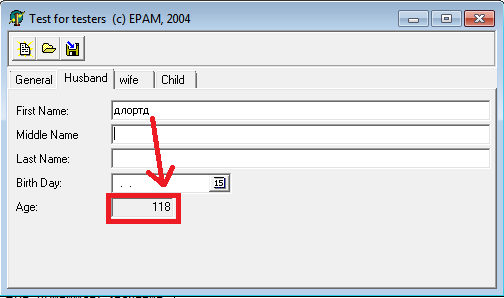 Test for testers (c) EPAM, 2004
General Husband wife Child
First Name: длортд
Middle Name
Last Name:
Birth Day: . . 15
Age: 118